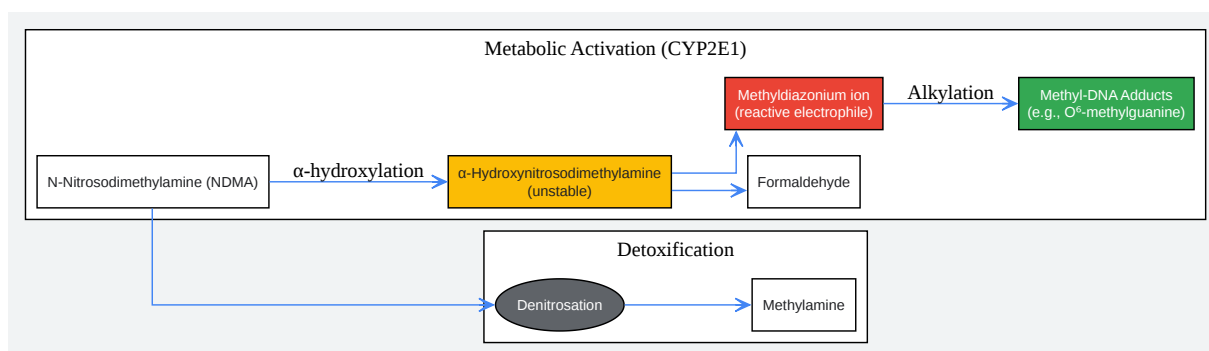 Metabolic Activation (CYP2E1)
Methyldiazonium ion
(reactive electrophile)
Alkylation
Methyl-DNA Adducts
(e.g., O⁶-methylguanine)
N-Nitrosodimethylamine (NDMA)
α-hydroxylation
α-Hydroxynitrosodimethylamine
(unstable)
Formaldehyde
Detoxification
Denitrosation
Methylamine